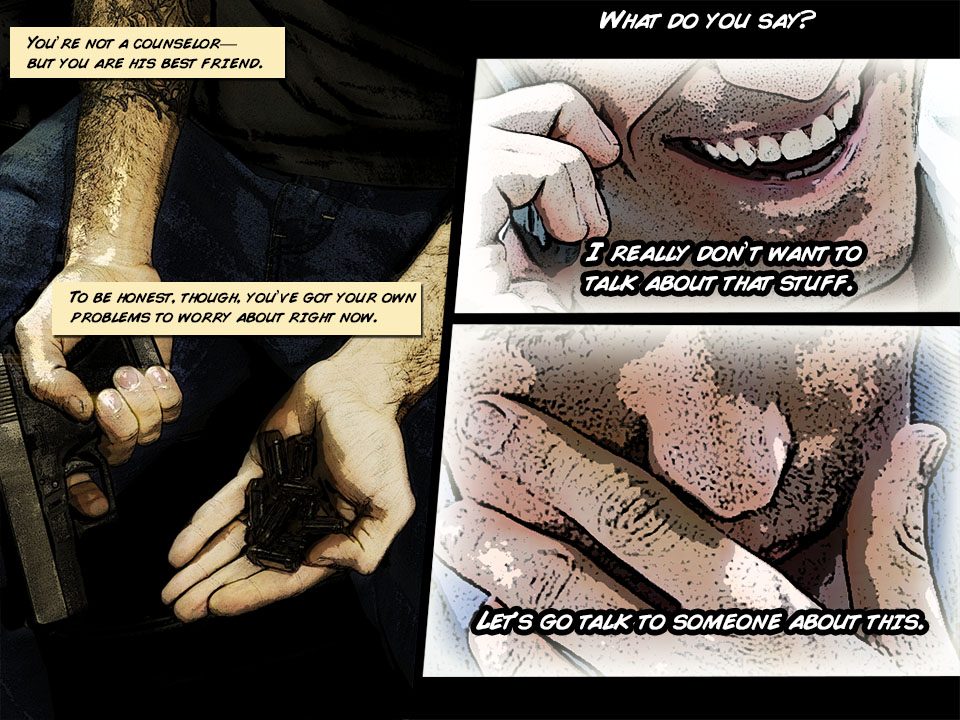 You're not a counselor—
but you are his best friend.
To be honest, though, you've got your own
problems to worry about right now.
What do you say?
I really don't want to
talk about that stuff.
Let's go talk to someone about this.